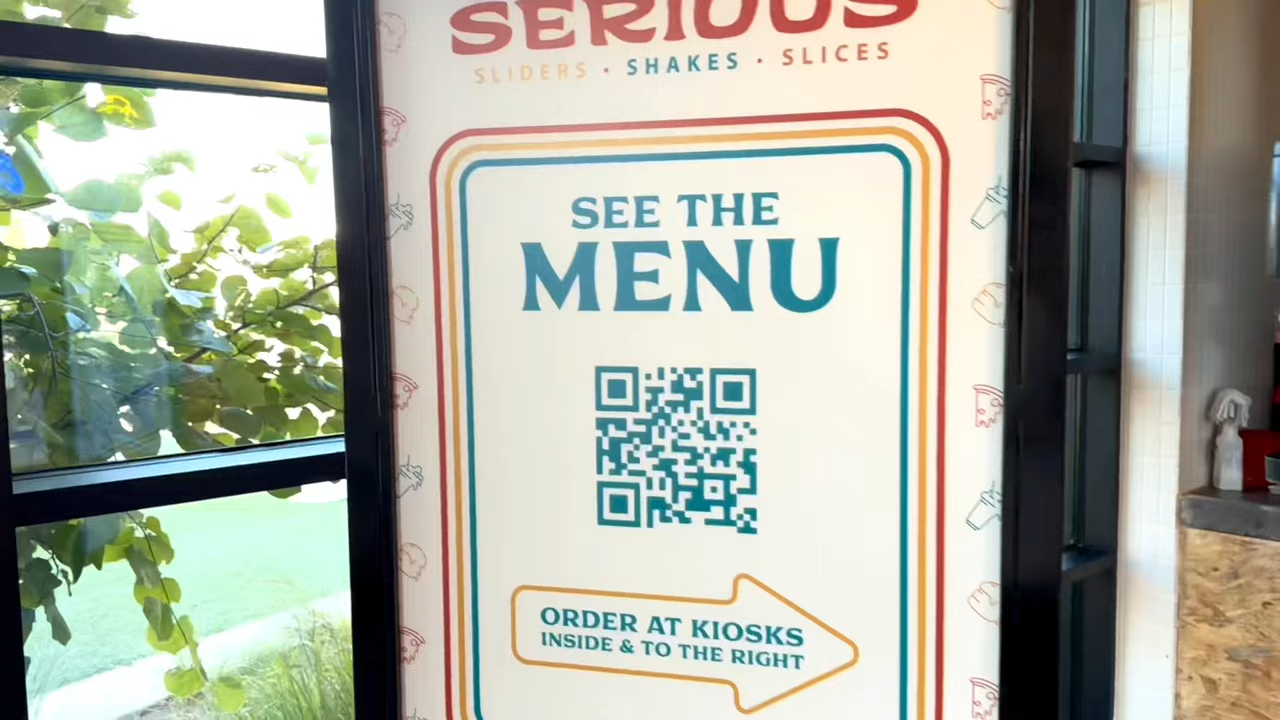 SERIOUS
SLIDERS · SHAKES · SLICES
SEE THE
MENU
ORDER AT KIOSKS
INSIDE & TO THE RIGHT